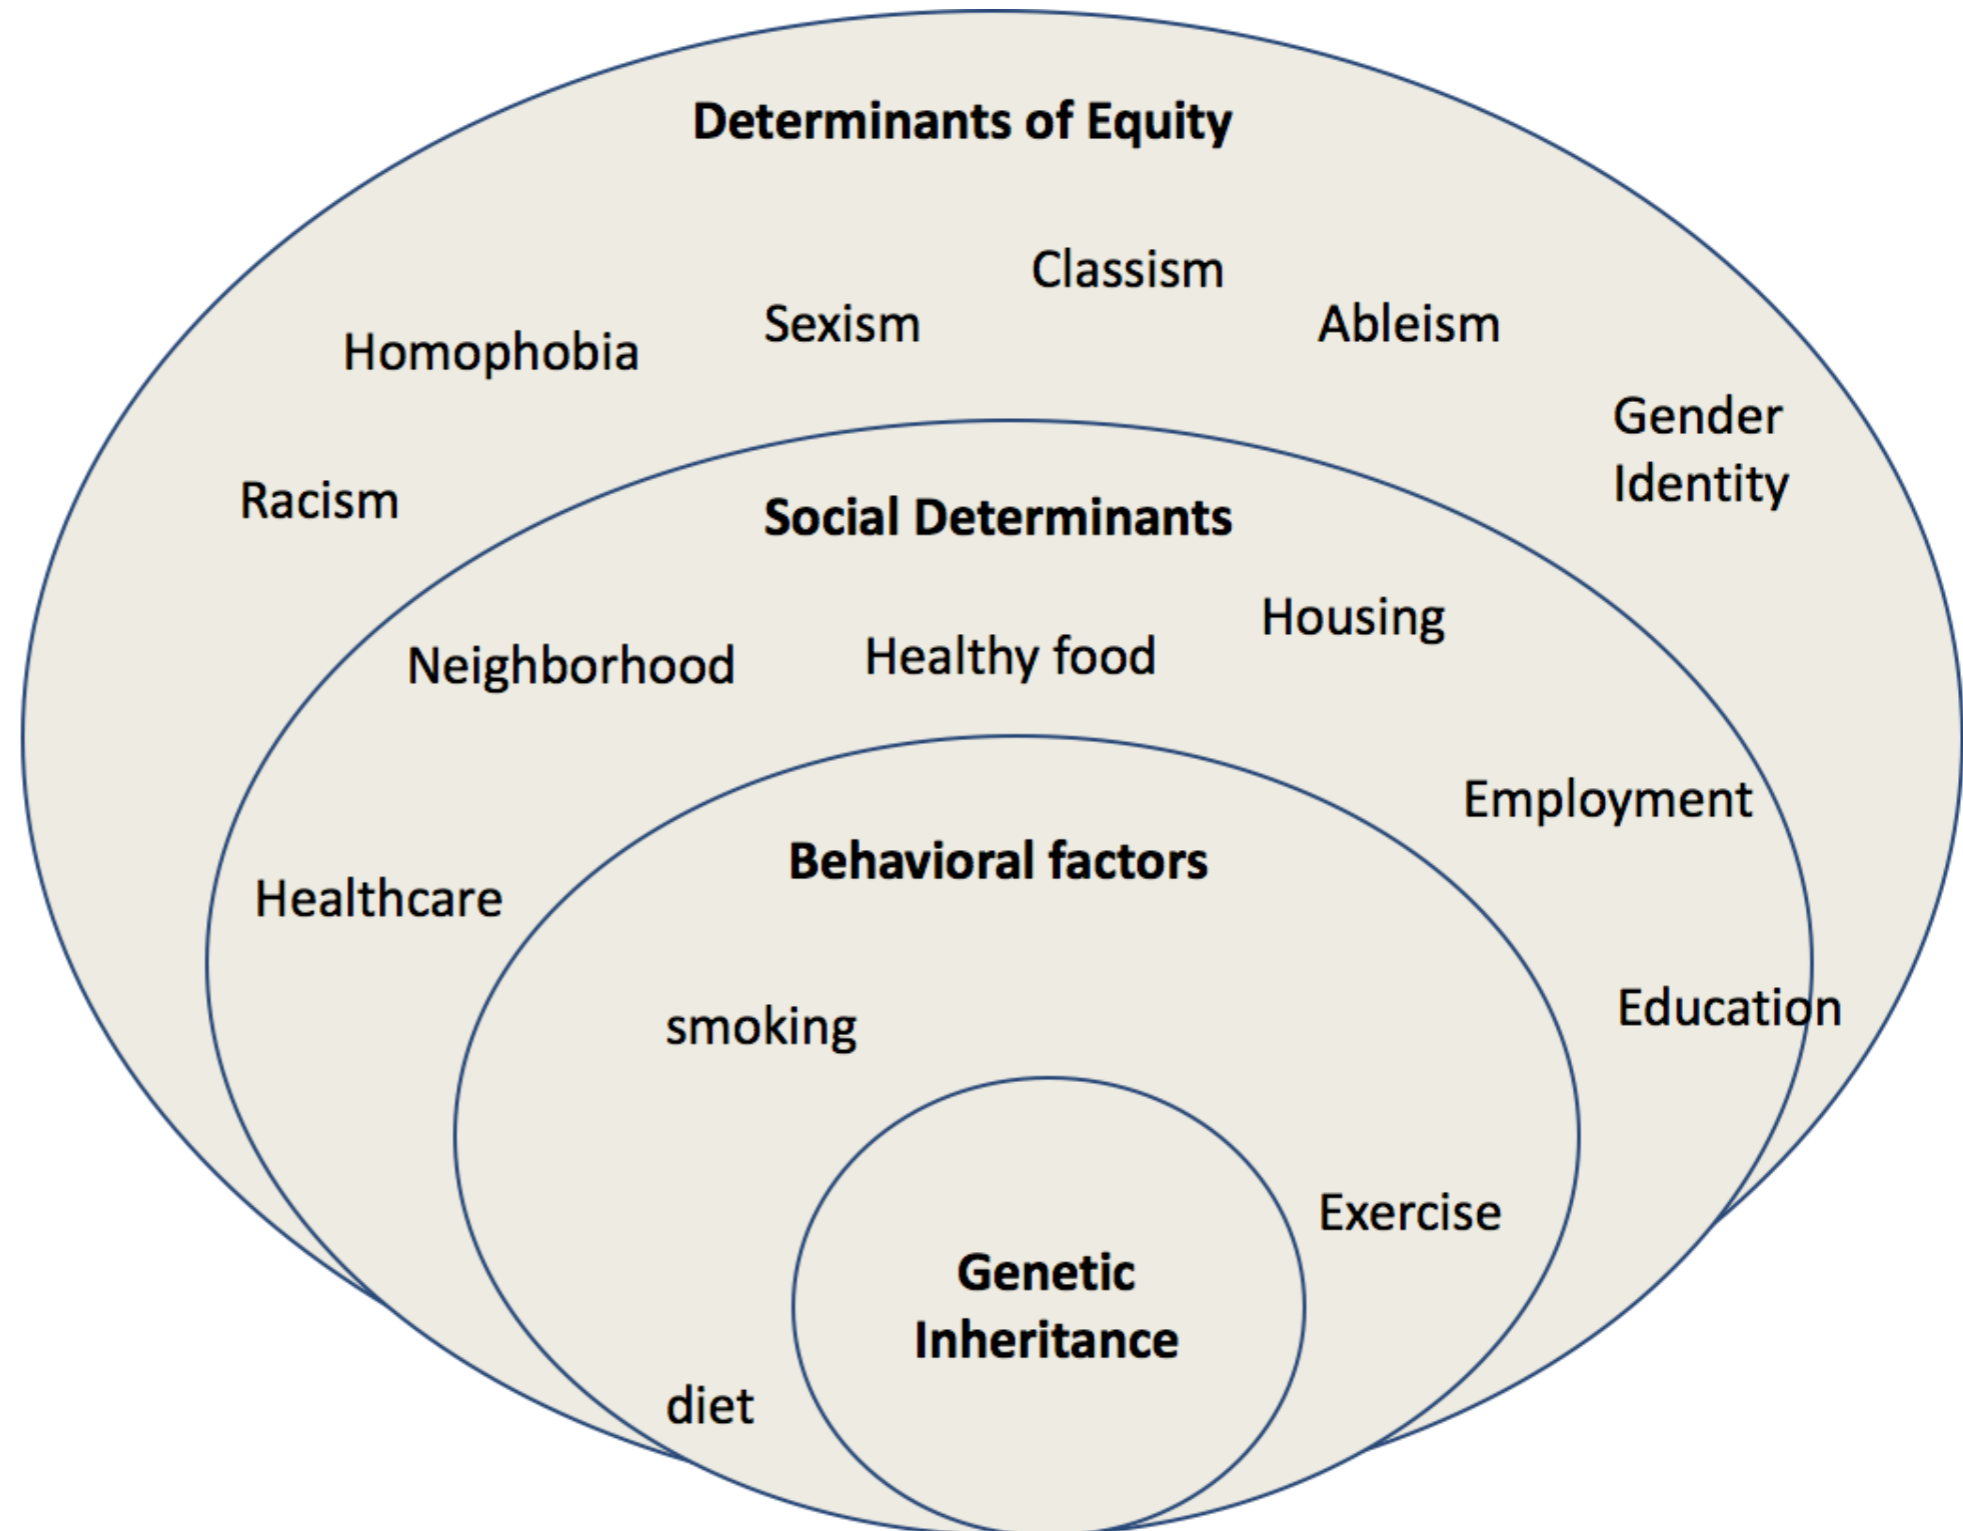 Determinants of Equity
Classism
Sexism
Ableism
Homophobia
Gender
Identity
Racism
Social Determinants
Housing
Healthy food
Neighborhood
Employment
Behavioral factors
Healthcare
Education
smoking
Exercise
Genetic
Inheritance
diet